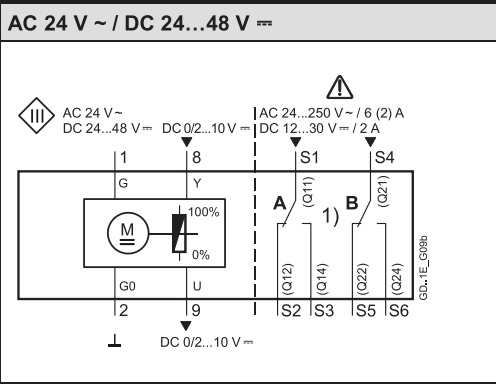 AC 24 V ~ / DC 24...48 V ⎓
III
AC 24 V ~
DC 24...48 V ⎓
DC 0/2...10 V ⎓
AC 24...250 V ~ / 6 (2) A
DC 12...30 V ⎓ / 2 A
1
8
S1
S4
G
Y
A
(Q11)
1)
B
(Q21)
100%
M
0%
G0
U
(Q12)
(Q14)
(Q22)
(Q24)
2
9
S2
S3
S5
S6
DC 0/2...10 V ⎓
GD..1E_G09b